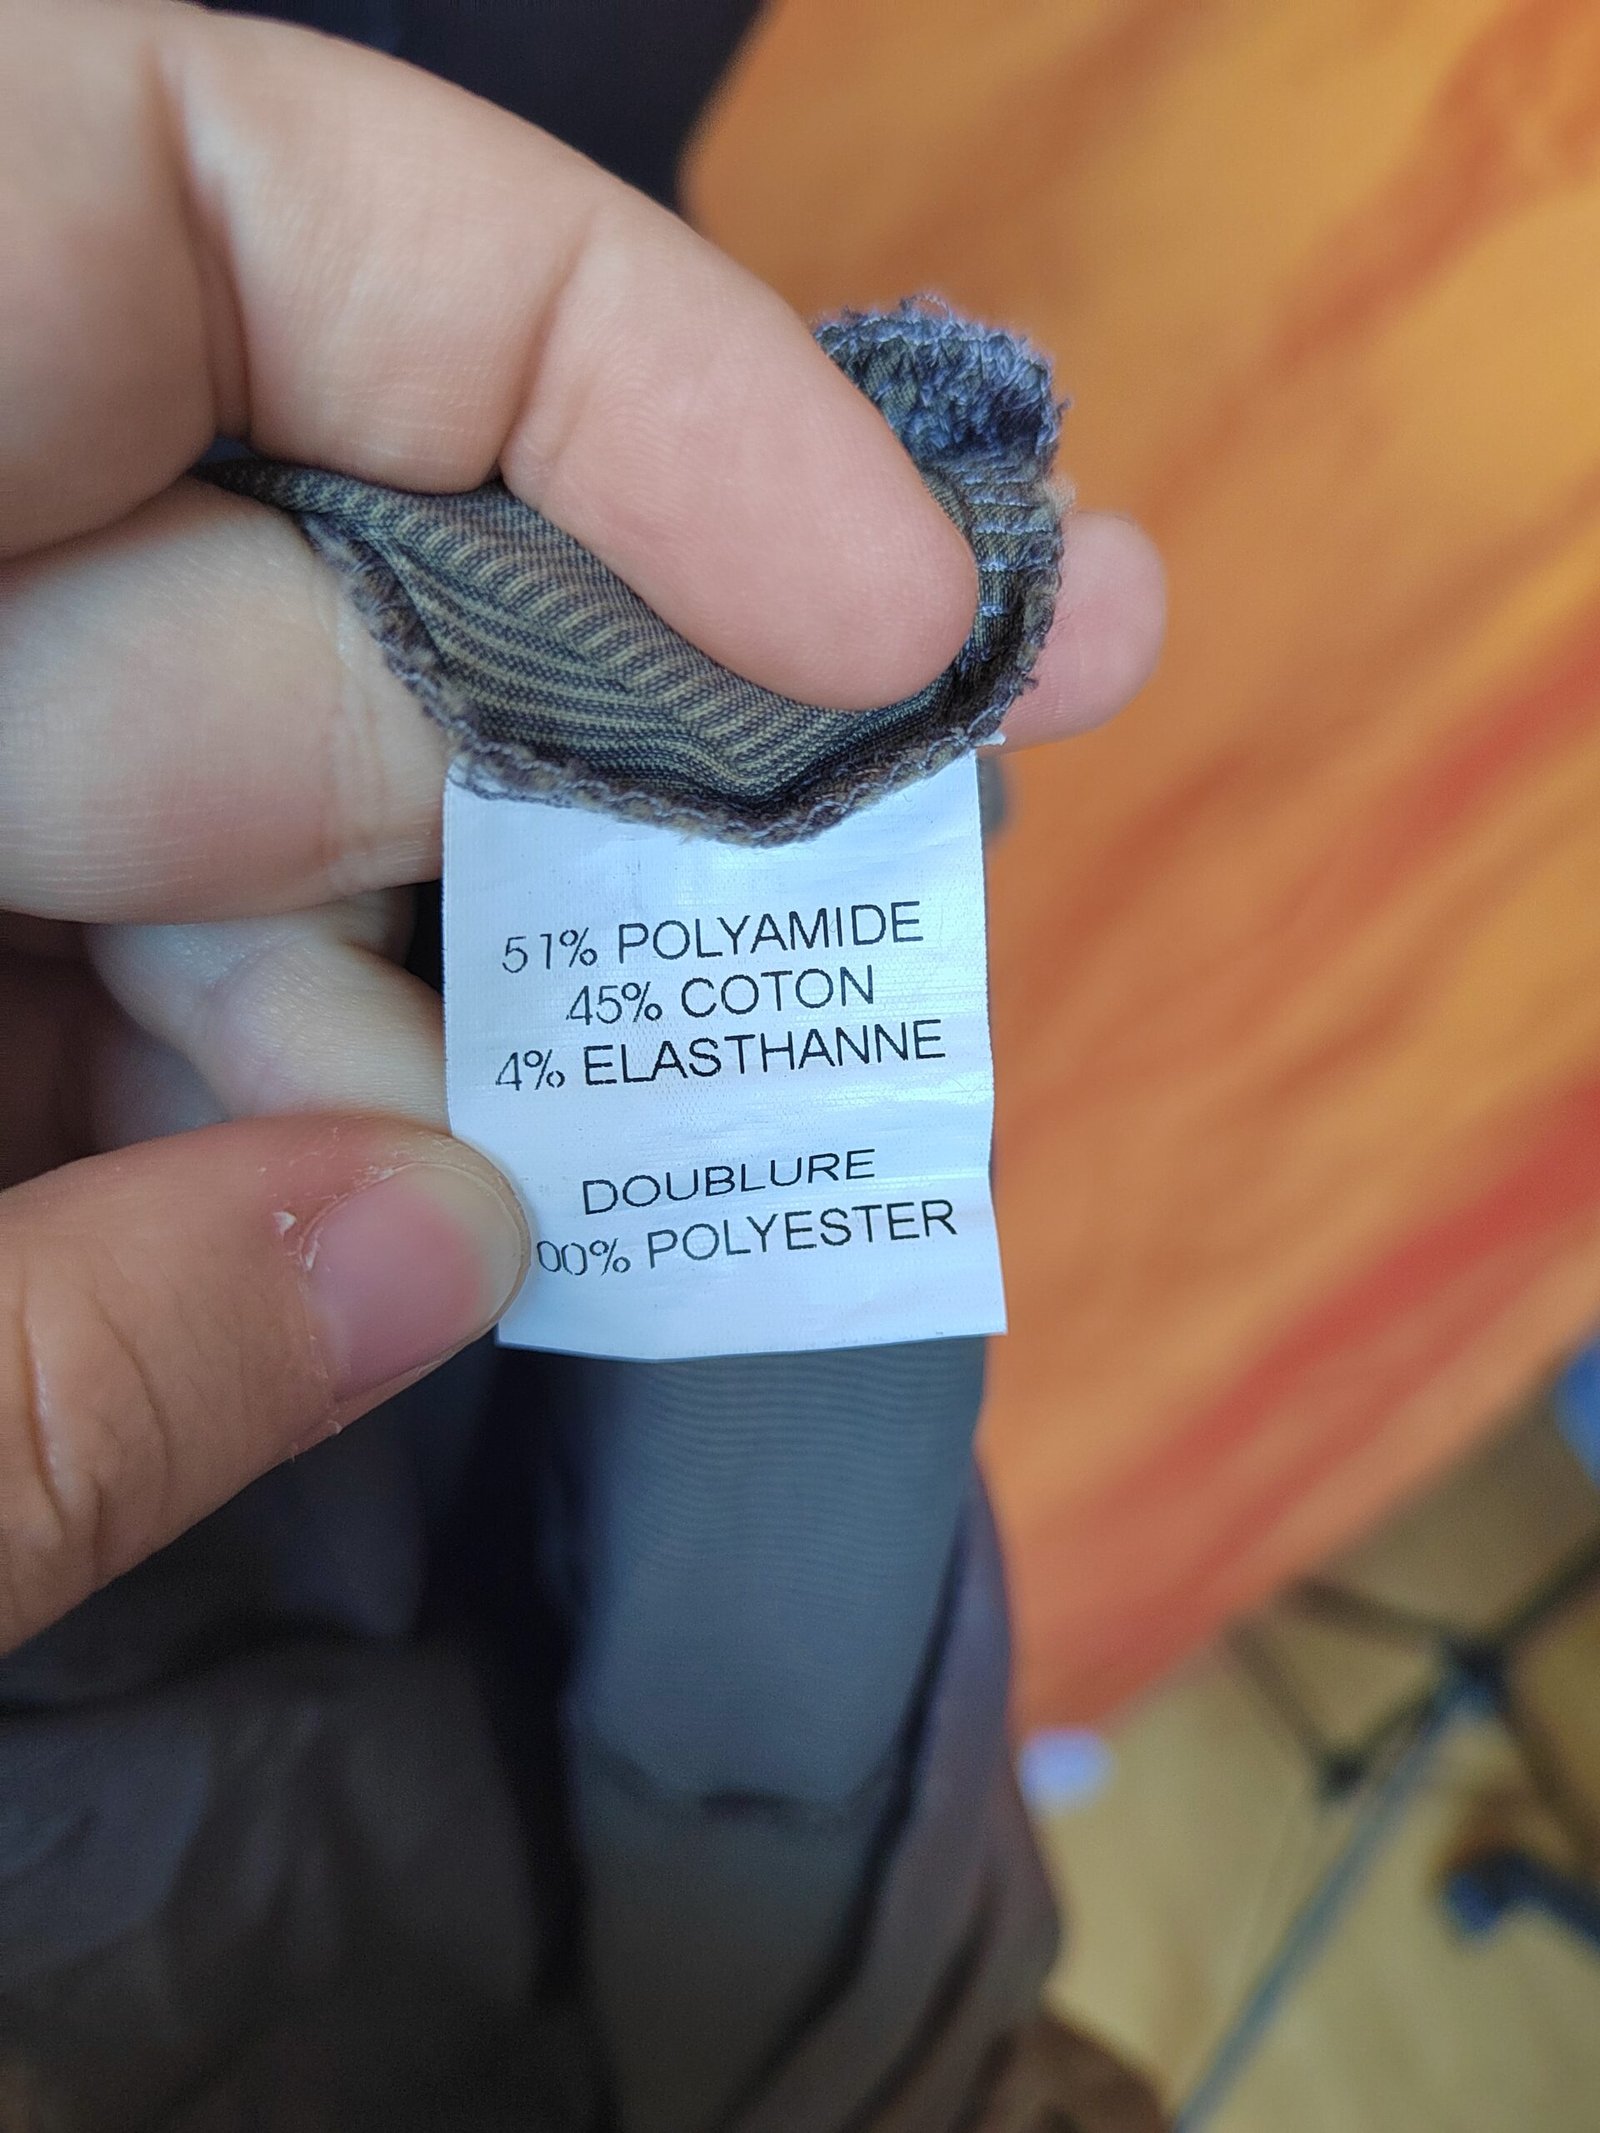 51% POLYAMIDE
45% COTON
4% ELASTHANNE
DOUBLURE
00% POLYESTER